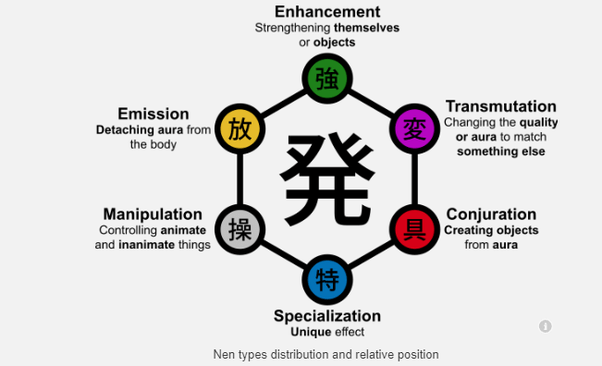 Enhancement
Strengthening themselves
or objects
強
Emission
Detaching aura from
the body
放
変
Transmutation
Changing the quality
or aura to match
something else
発
Manipulation
Controlling animate
and inanimate things
操
具
Conjuration
Creating objects
from aura
特
Specialization
Unique effect
i
Nen types distribution and relative position